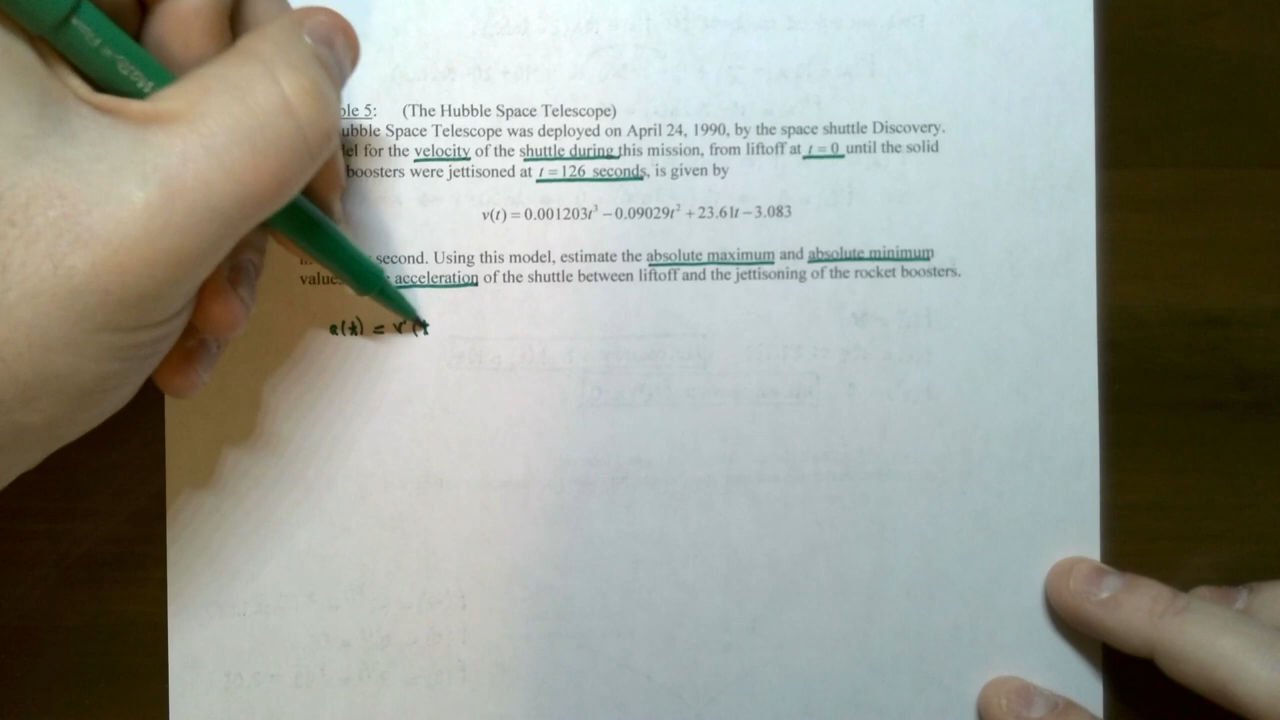 ple 5: (The Hubble Space Telescope)
ubble Space Telescope was deployed on April 24, 1990, by the space shuttle Discovery.
el for the velocity of the shuttle during this mission, from liftoff at t = 0 until the solid
boosters were jettisoned at t = 126 seconds, is given by
v(t) = 0.001203t³ − 0.09029t² + 23.61t − 3.083
second. Using this model, estimate the absolute maximum and absolute minimum
value acceleration of the shuttle between liftoff and the jettisoning of the rocket boosters.
a(t) = v'(t